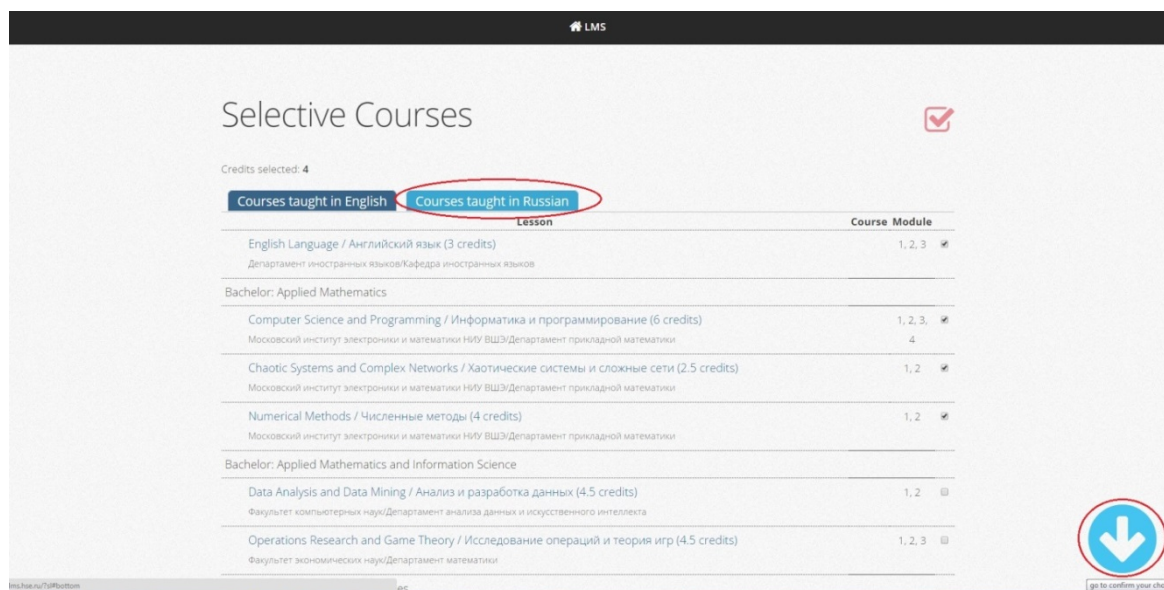 LMS
Selective Courses
Credits selected: 4
Courses taught in English Courses taught in Russian
Lesson Course Module
English Language / Английский язык (3 credits) 1, 2, 3
Департамент иностранных языков/Кафедра иностранных языков
Bachelor: Applied Mathematics
Computer Science and Programming / Информатика и программирование (6 credits) 1, 2, 3,
Московский институт электроники и математики НИУ ВШЭ/Департамент прикладной математики 4
Chaotic Systems and Complex Networks / Хаотические системы и сложные сети (2.5 credits) 1, 2
Московский институт электроники и математики НИУ ВШЭ/Департамент прикладной математики
Numerical Methods / Численные методы (4 credits) 1, 2
Московский институт электроники и математики НИУ ВШЭ/Департамент прикладной математики
Bachelor: Applied Mathematics and Information Science
Data Analysis and Data Mining / Анализ и разработка данных (4.5 credits) 1, 2
Факультет компьютерных наук/Департамент анализа данных и искусственного интеллекта
Operations Research and Game Theory / Исследование операций и теория игр (4.5 credits) 1, 2, 3
Факультет экономических наук/Департамент математики
go to confirm your